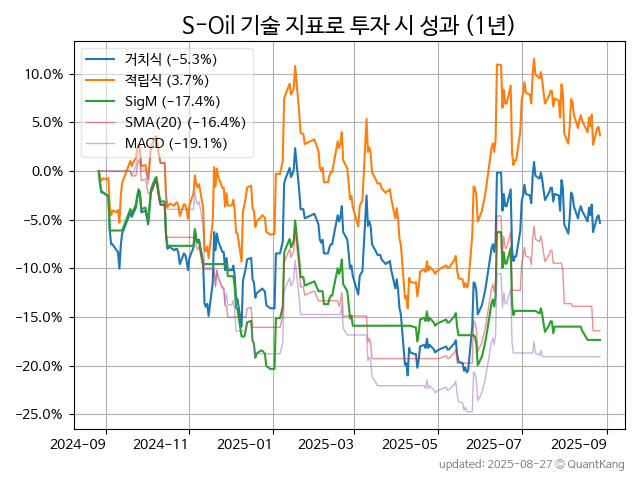 S-Oil 기술 지표로 투자 시 성과 (1년)
거치식 (−5.3%)
적립식 (3.7%)
SigM (−17.4%)
SMA(20) (−16.4%)
MACD (−19.1%)
10.0%
5.0%
0.0%
−5.0%
−10.0%
−15.0%
−20.0%
−25.0%
2024-09 2024-11 2025-01 2025-03 2025-05 2025-07 2025-09
updated: 2025-08-27 ⓒ QuantKang